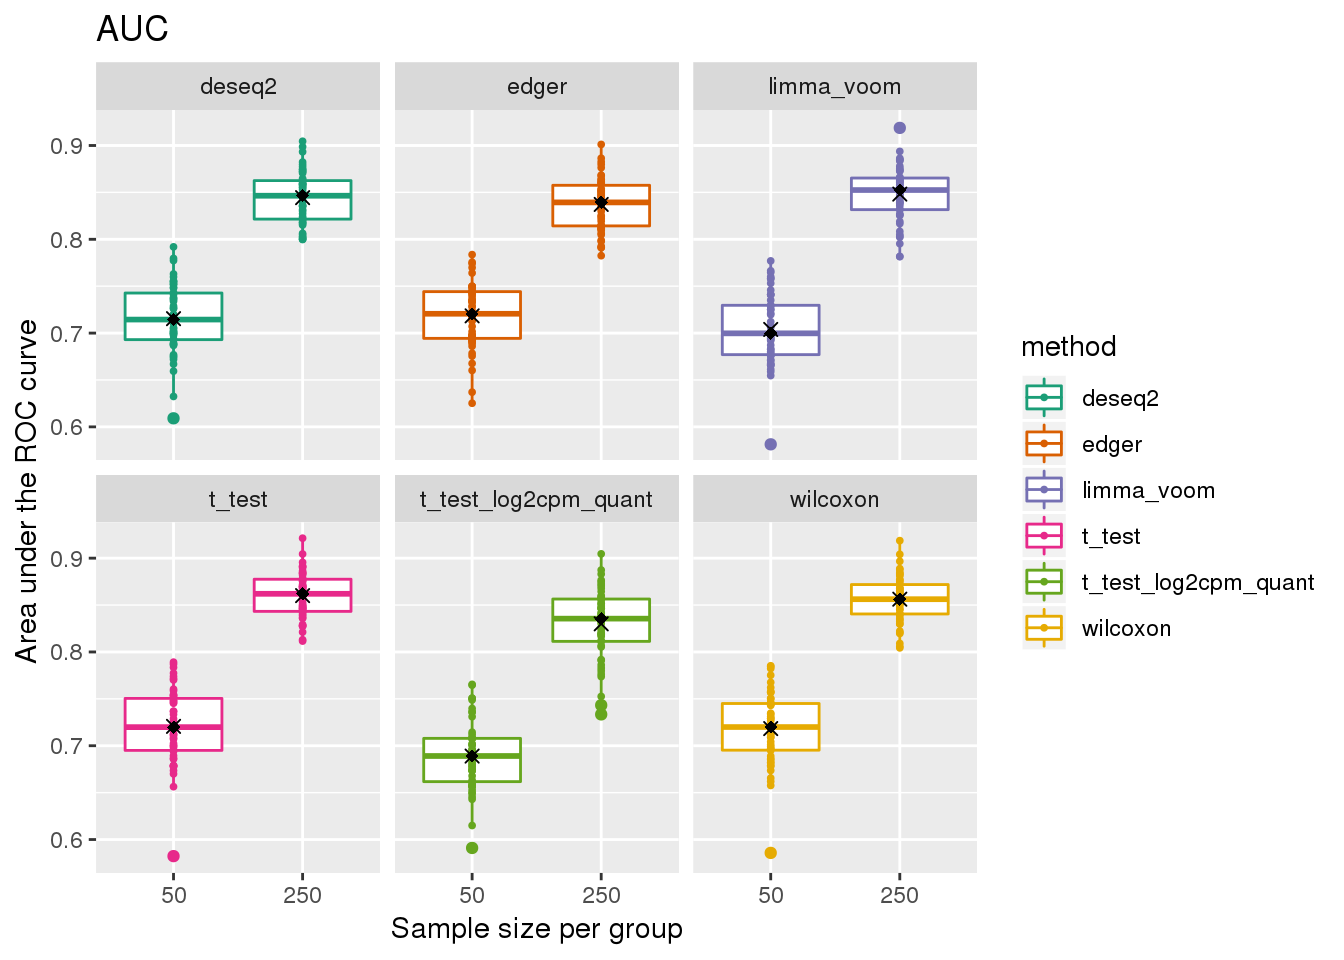 AUC
deseq2 edger limma_voom
0.9
0.8
0.7
0.6
t_test t_test_log2cpm_quant wilcoxon
0.9
0.8
0.7
0.6
50 250 50 250 50 250
Sample size per group
Area under the ROC curve
method
deseq2
edger
limma_voom
t_test
t_test_log2cpm_quant
wilcoxon